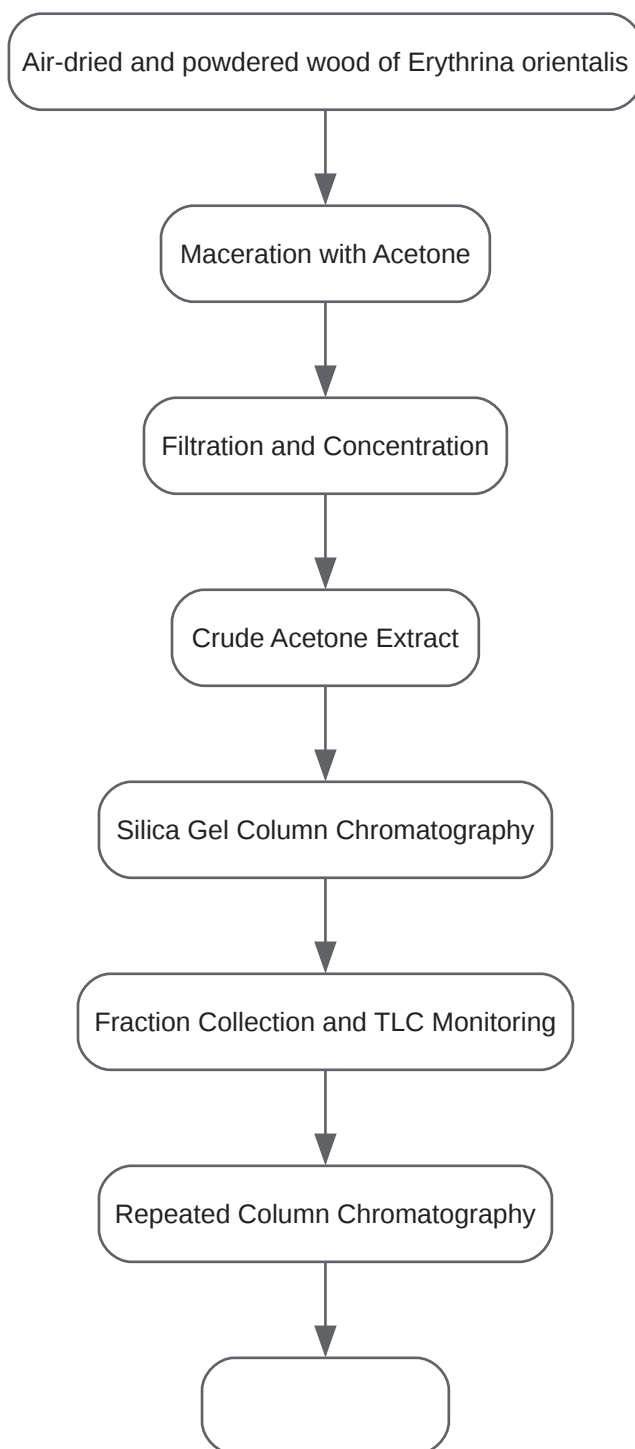 Air-dried and powdered wood of Erythrina orientalis
Maceration with Acetone
Filtration and Concentration
Crude Acetone Extract
Silica Gel Column Chromatography
Fraction Collection and TLC Monitoring
Repeated Column Chromatography